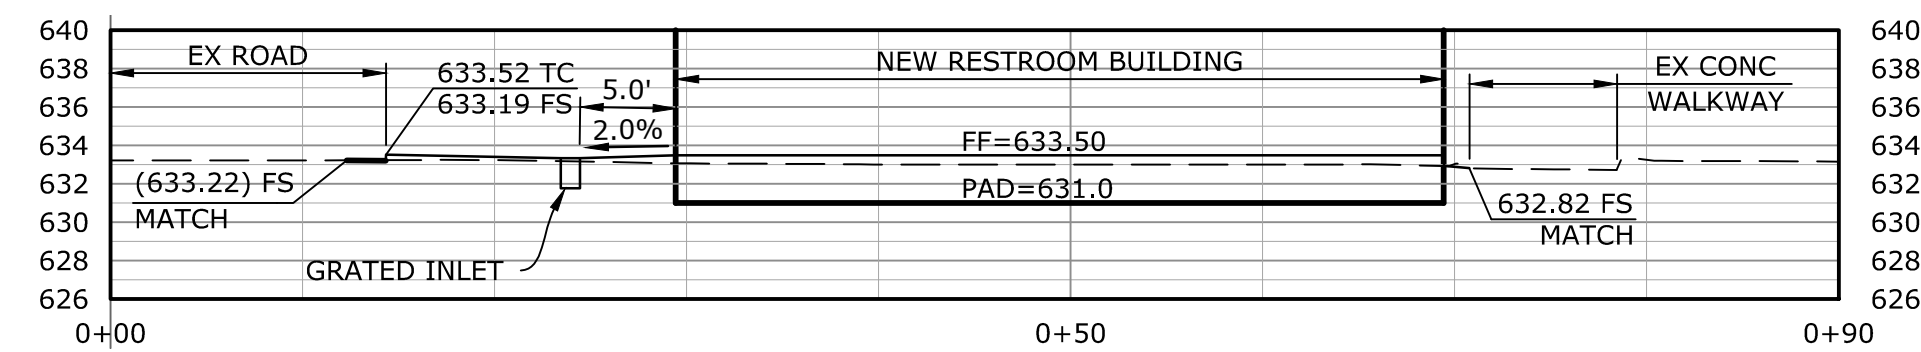 640
638
636
634
632
630
628
626
EX ROAD
633.52 TC
633.19 FS
5.0'
2.0%
(633.22) FS
MATCH
GRATED INLET
NEW RESTROOM BUILDING
FF=633.50
PAD=631.0
EX CONC
WALKWAY
632.82 FS
MATCH
640
638
636
634
632
630
628
626
0+00
0+50
0+90